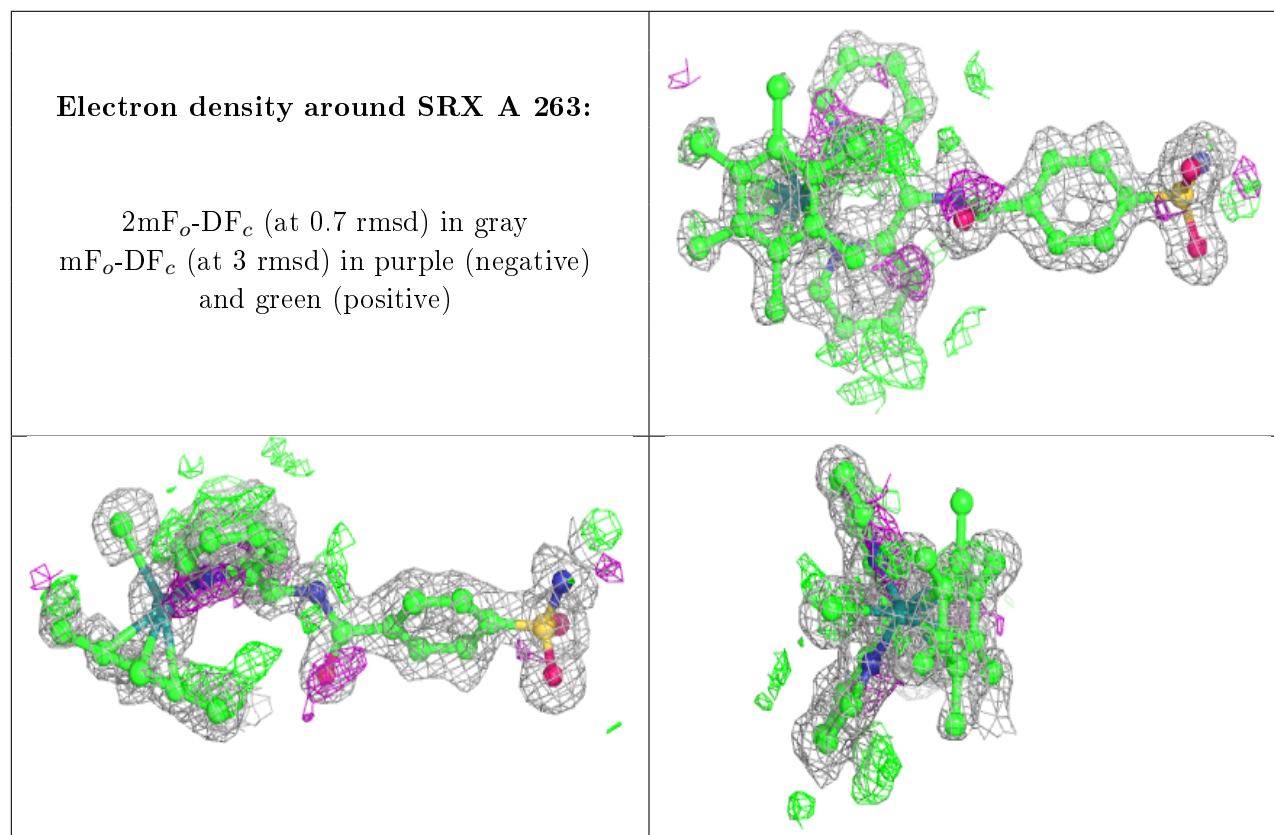 Electron density around SRX A 263:
2mFo-DFc (at 0.7 rmsd) in gray
mFo-DFc (at 3 rmsd) in purple (negative)
and green (positive)